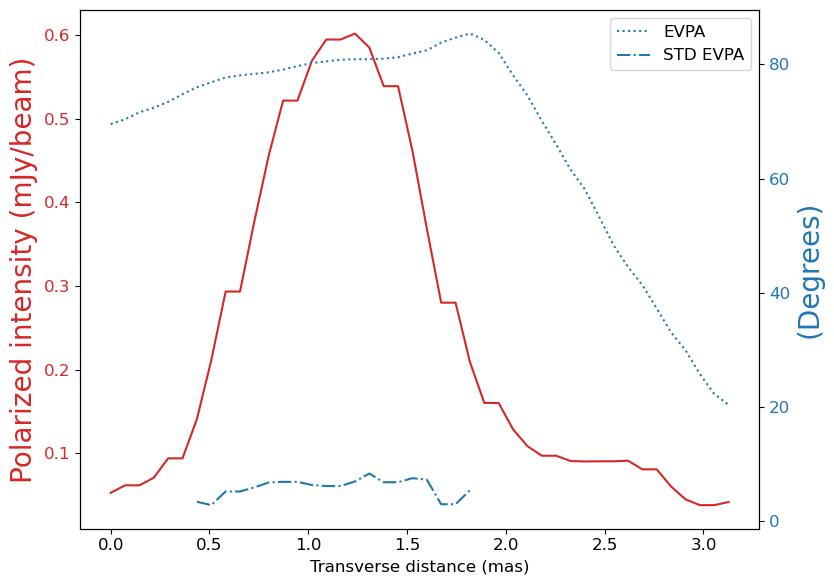 Polarized intensity (mJy/beam)
0.6
0.5
0.4
0.3
0.2
0.1
EVPA
STD EVPA
80
60
40
20
0
(Degrees)
0.0 0.5 1.0 1.5 2.0 2.5 3.0
Transverse distance (mas)